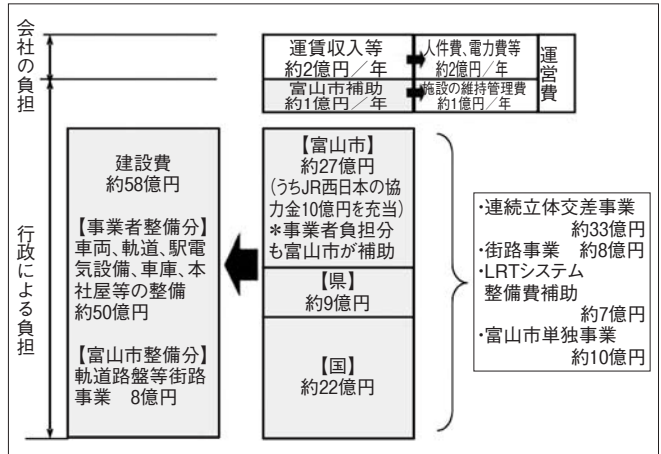 会社の負担
行政による負担
運賃収入等
約2億円／年
人件費、電力費等
約2億円／年
富山市補助
約1億円／年
施設の維持管理費
約1億円／年
運営費
建設費
約58億円
【事業者整備分】
車両、軌道、駅電
気設備、車庫、本
社屋等の整備
約50億円
【富山市整備分】
軌道路盤等街路
事業　8億円
【富山市】
約27億円
(うちJR西日本の協
力金10億円を充当)
＊事業者負担分
も富山市が補助
【県】
約9億円
【国】
約22億円
・連続立体交差事業
約33億円
・街路事業　約8億円
・LRTシステム
整備費補助
約7億円
・富山市単独事業
約10億円